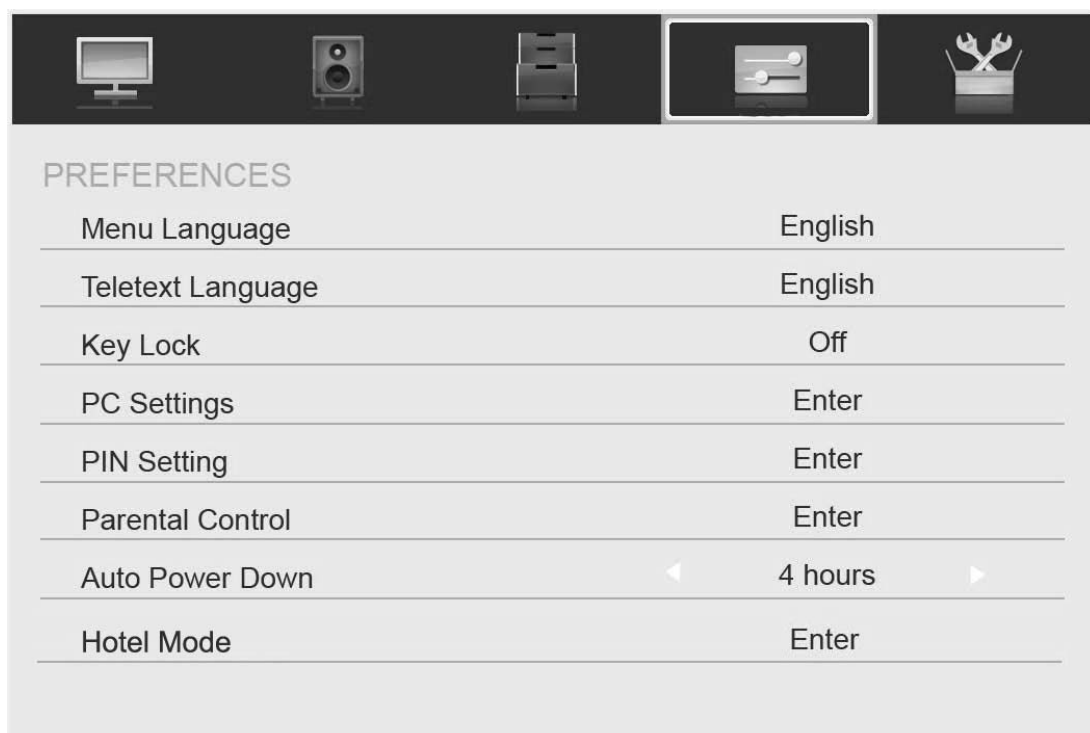 PREFERENCES
Menu Language English
Teletext Language English
Key Lock Off
PC Settings Enter
PIN Setting Enter
Parental Control Enter
Auto Power Down 4 hours
Hotel Mode Enter